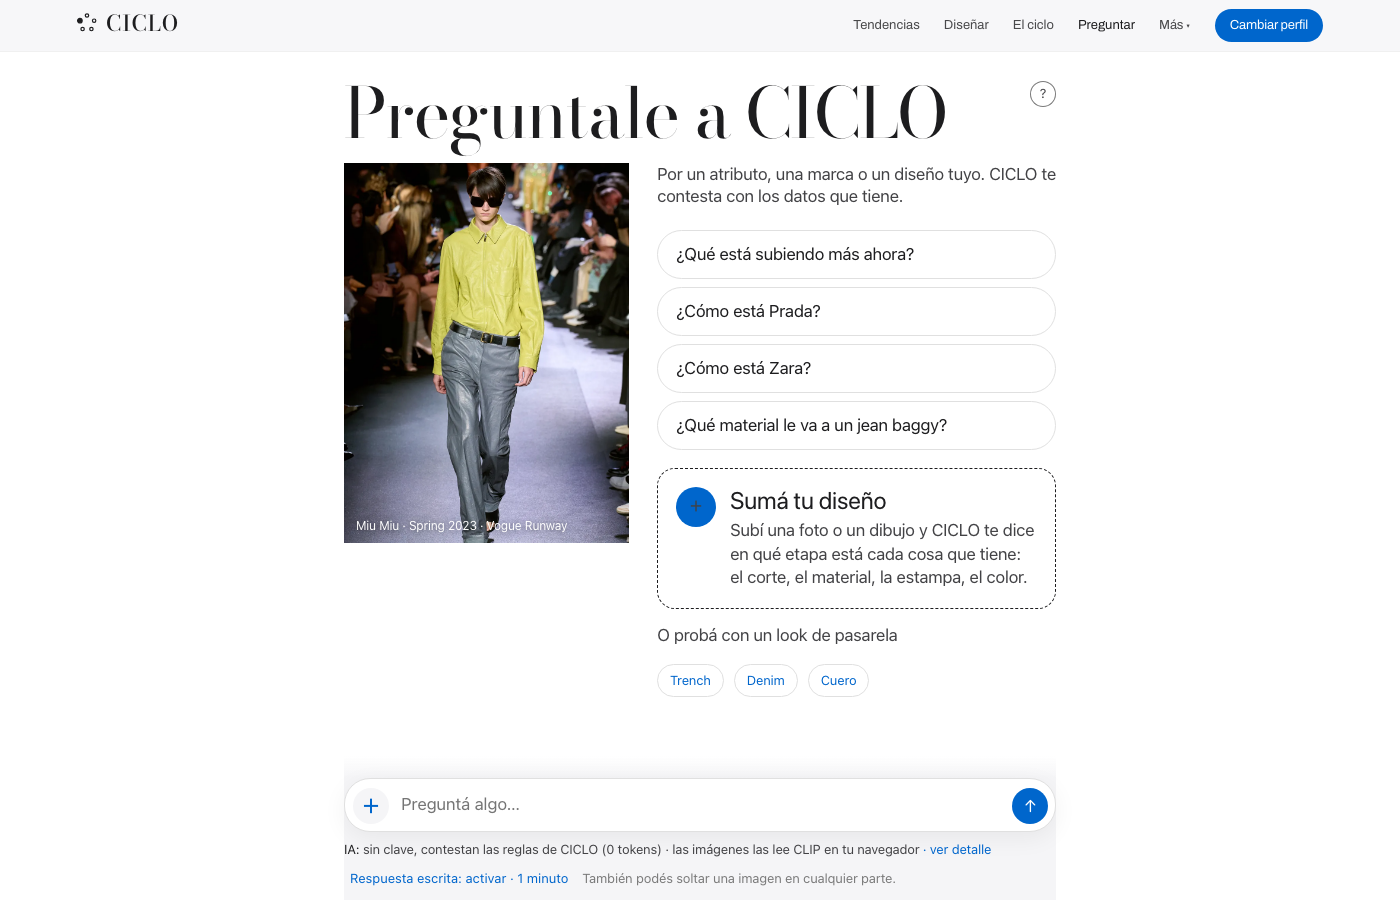 CICLO
Tendencias
Diseñar
El ciclo
Preguntar
Más
Cambiar perfil
Preguntale a CICLO
?
Miu Miu · Spring 2023 · Vogue Runway
Por un atributo, una marca o un diseño tuyo. CICLO te
contesta con los datos que tiene.
¿Qué está subiendo más ahora?
¿Cómo está Prada?
¿Cómo está Zara?
¿Qué material le va a un jean baggy?
+
Sumá tu diseño
Subí una foto o un dibujo y CICLO te dice
en qué etapa está cada cosa que tiene:
el corte, el material, la estampa, el color.
O probá con un look de pasarela
Trench
Denim
Cuero
+
Preguntá algo...
↑
IA: sin clave, contestan las reglas de CICLO (0 tokens) · las imágenes las lee CLIP en tu navegador · ver detalle
Respuesta escrita: activar · 1 minuto
También podés soltar una imagen en cualquier parte.